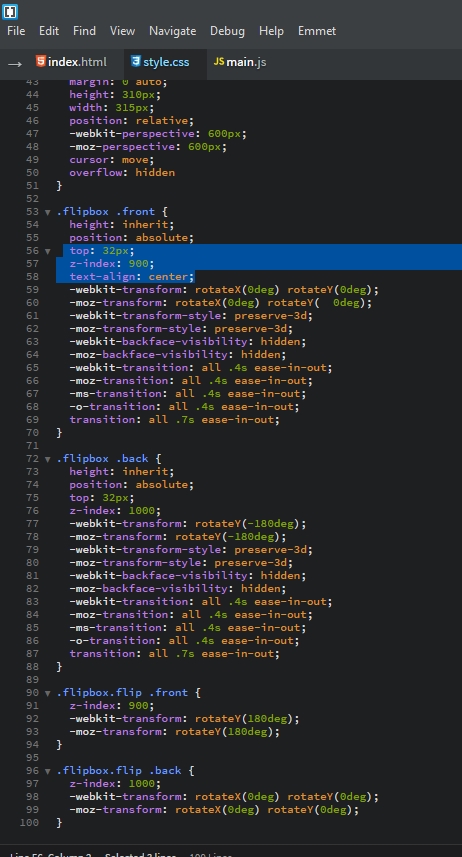 File Edit Find View Navigate Debug Help Emmet
→ index.html style.css JS main.js
43 margin: 0 auto;
44 height: 310px;
45 width: 315px;
46 position: relative;
47 -webkit-perspective: 600px;
48 -moz-perspective: 600px;
49 cursor: move;
50 overflow: hidden
51 }
52
53 .flipbox .front {
54 height: inherit;
55 position: absolute;
56 top: 32px;
57 z-index: 900;
58 text-align: center;
59 -webkit-transform: rotateX(0deg) rotateY(0deg);
60 -moz-transform: rotateX(0deg) rotateY(  0deg);
61 -webkit-transform-style: preserve-3d;
62 -moz-transform-style: preserve-3d;
63 -webkit-backface-visibility: hidden;
64 -moz-backface-visibility: hidden;
65 -webkit-transition: all .4s ease-in-out;
66 -moz-transition: all .4s ease-in-out;
67 -ms-transition: all .4s ease-in-out;
68 -o-transition: all .4s ease-in-out;
69 transition: all .7s ease-in-out;
70 }
71
72 .flipbox .back {
73 height: inherit;
74 position: absolute;
75 top: 32px;
76 z-index: 1000;
77 -webkit-transform: rotateY(-180deg);
78 -moz-transform: rotateY(-180deg);
79 -webkit-transform-style: preserve-3d;
80 -moz-transform-style: preserve-3d;
81 -webkit-backface-visibility: hidden;
82 -moz-backface-visibility: hidden;
83 -webkit-transition: all .4s ease-in-out;
84 -moz-transition: all .4s ease-in-out;
85 -ms-transition: all .4s ease-in-out;
86 -o-transition: all .4s ease-in-out;
87 transition: all .7s ease-in-out;
88 }
89
90 .flipbox.flip .front {
91 z-index: 900;
92 -webkit-transform: rotateY(180deg);
93 -moz-transform: rotateY(180deg);
94 }
95
96 .flipbox.flip .back {
97 z-index: 1000;
98 -webkit-transform: rotateX(0deg) rotateY(0deg);
99 -moz-transform: rotateX(0deg) rotateY(0deg);
100 }
Line 56, Column 2 — Selected 3 lines — 100 Lines